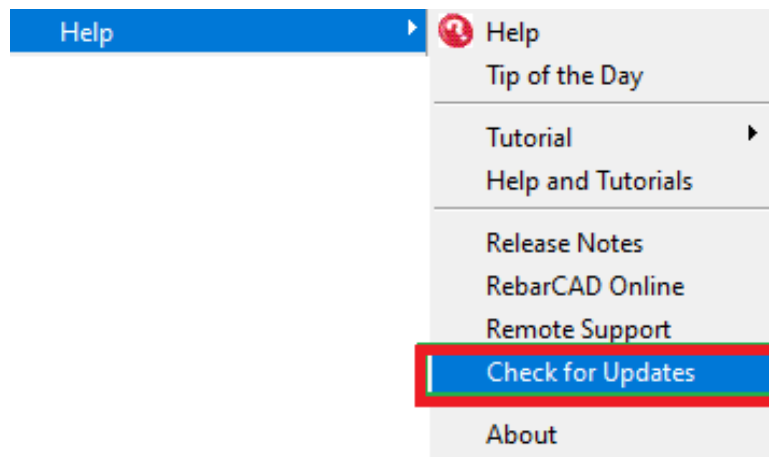 Help
Help
Tip of the Day
Tutorial
Help and Tutorials
Release Notes
RebarCAD Online
Remote Support
Check for Updates
About